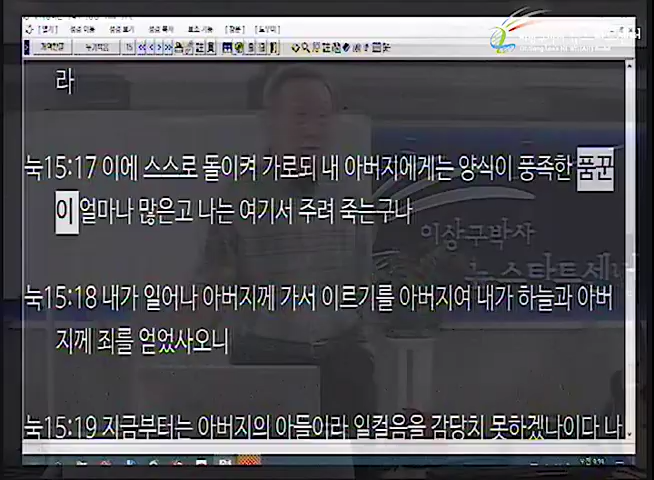 라
눅15:17 이에 스스로 돌이켜 가로되 내 아버지에게는 양식이 풍족한 품꾼
이 얼마나 많은고 나는 여기서 주려 죽는구나
이상구박사
뉴스타트세미
눅15:18 내가 일어나 아버지께 가서 이르기를 아버지여 내가 하늘과 아버
지께 죄를 얻었사오니
눅15:19 지금부터는 아버지의 아들이라 일컬음을 감당치 못하겠나이다 나